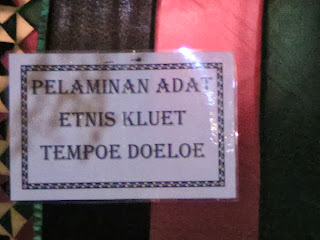 PELAMINAN ADAT
ETNIS KLUET
TEMPOE DOELOE